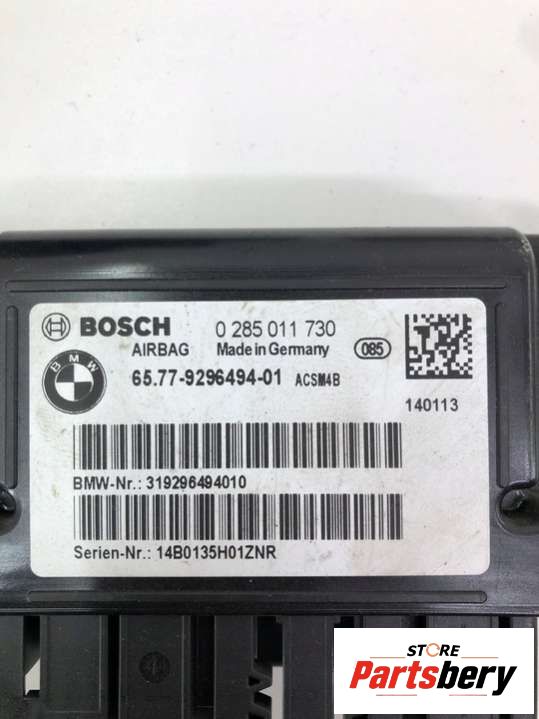 BOSCH 0 285 011 730
AIRBAG Made in Germany 085
BMW 65.77-9296494-01 ACSM4B
140113
BMW-Nr.: 319296494010
Serien-Nr.: 14B0135H01ZNR
STORE
Partsbery